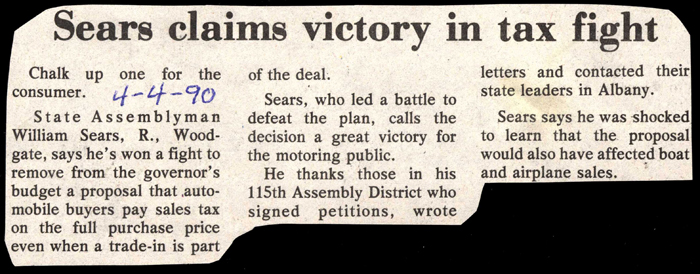 Sears claims victory in tax fight
Chalk up one for the
consumer. 4-4-90
State Assemblyman
William Sears, R., Wood-
gate, says he's won a fight to
remove from the governor's
budget a proposal that auto-
mobile buyers pay sales tax
on the full purchase price
even when a trade-in is part
of the deal.
Sears, who led a battle to
defeat the plan, calls the
decision a great victory for
the motoring public.
He thanks those in his
115th Assembly District who
signed petitions, wrote
letters and contacted their
state leaders in Albany.
Sears says he was shocked
to learn that the proposal
would also have affected boat
and airplane sales.